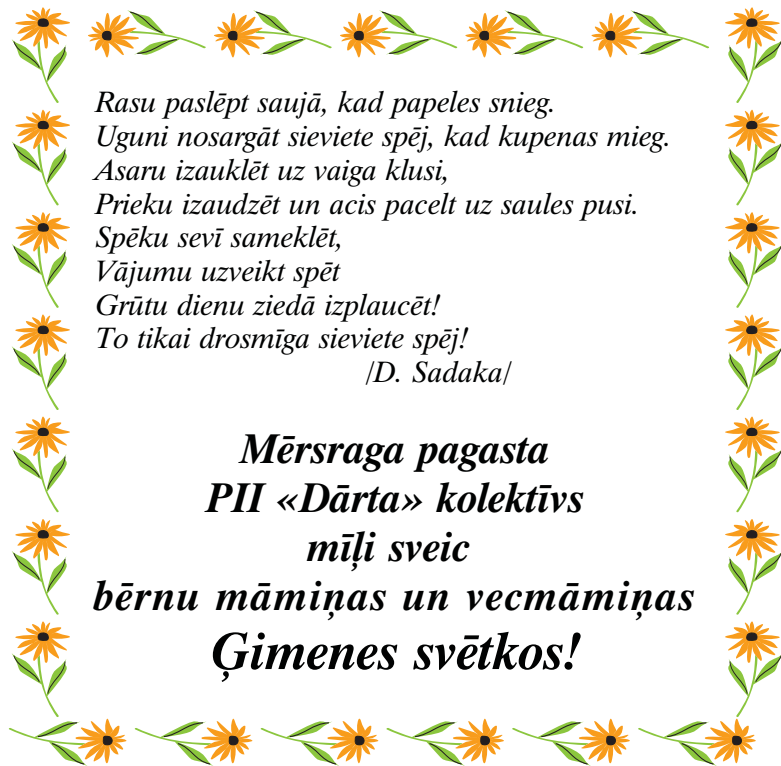 Rasu paslēpt saujā, kad papeles snieg.
Uguni nosargāt sieviete spēj, kad kupenas mieg.
Asaru izauklēt uz vaiga klusi,
Prieku izaudzēt un acis pacelt uz saules pusi.
Spēku sevī sameklēt,
Vājumu uzveikt spēt
Grūtu dienu ziedā izplaucēt!
To tikai drosmīga sieviete spēj!
/D. Sadaka/
Mērsraga pagasta
PII «Dārta» kolektīvs
mīļi sveic
bērnu māmiņas un vecmāmiņas
Ģimenes svētkos!